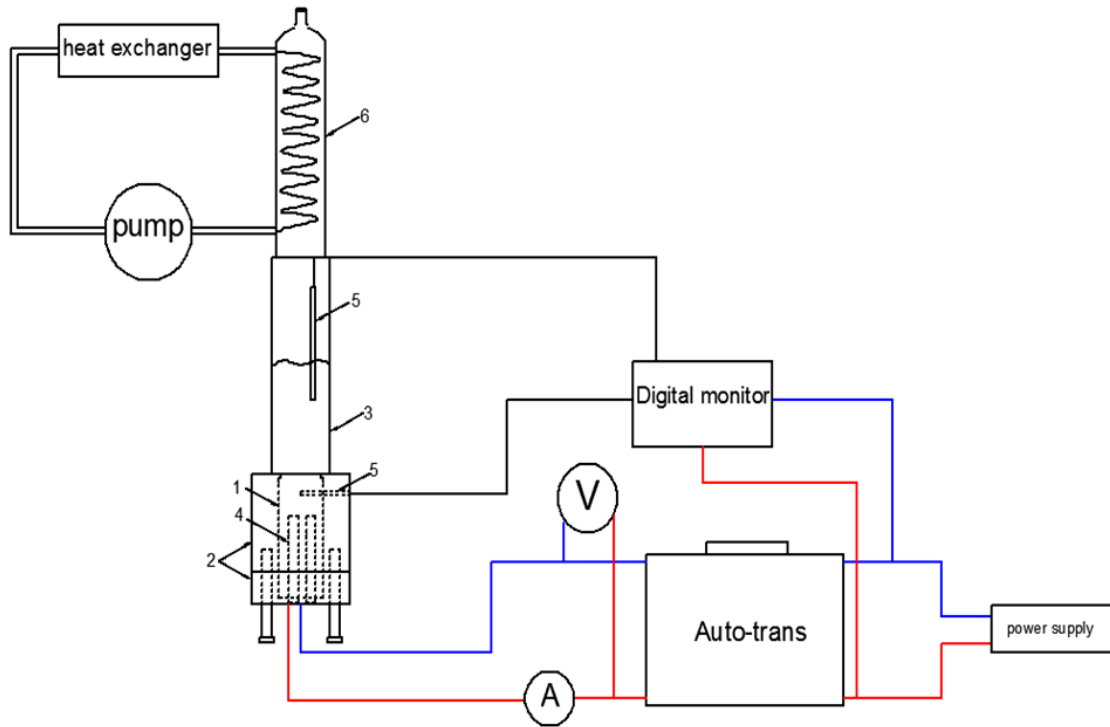 heat exchanger
6
pump
5
Digital monitor
3
5
1
V
4
2
Auto-trans
power supply
A